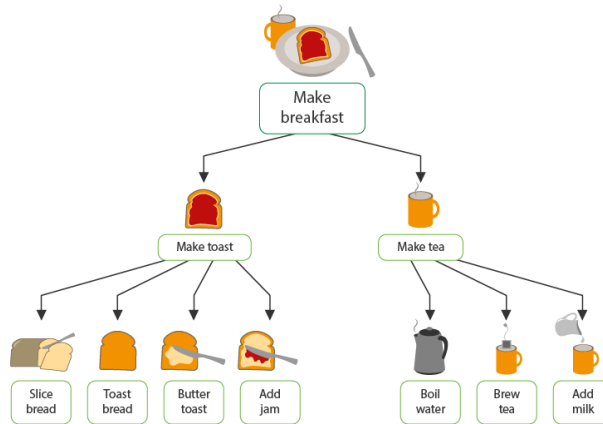 Make
breakfast
Make toast
Make tea
Slice
bread
Toast
bread
Butter
toast
Add
jam
Boil
water
Brew
tea
Add
milk